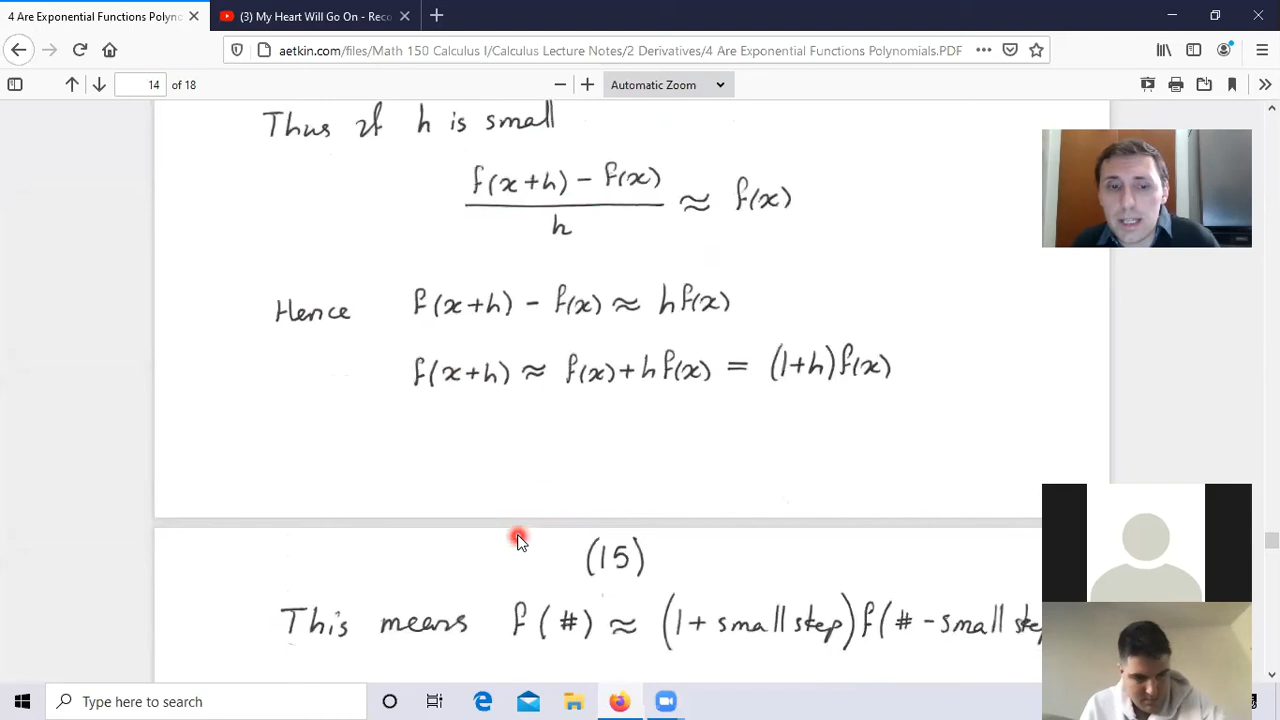 4 Are Exponential Functions Polyno
(3) My Heart Will Go On - Reco
aetkin.com/files/Math 150 Calculus I/Calculus Lecture Notes/2 Derivatives/4 Are Exponential Functions Polynomials.PDF
14 of 18
Automatic Zoom
Thus if h is small
f(x+h) - f(x)
h
≈ f(x)
Hence f(x+h) - f(x) ≈ hf(x)
f(x+h) ≈ f(x)+hf(x) = (1+h)f(x)
(15)
This means f(#) ≈ (1+ small step)f(# - small ste
Type here to search